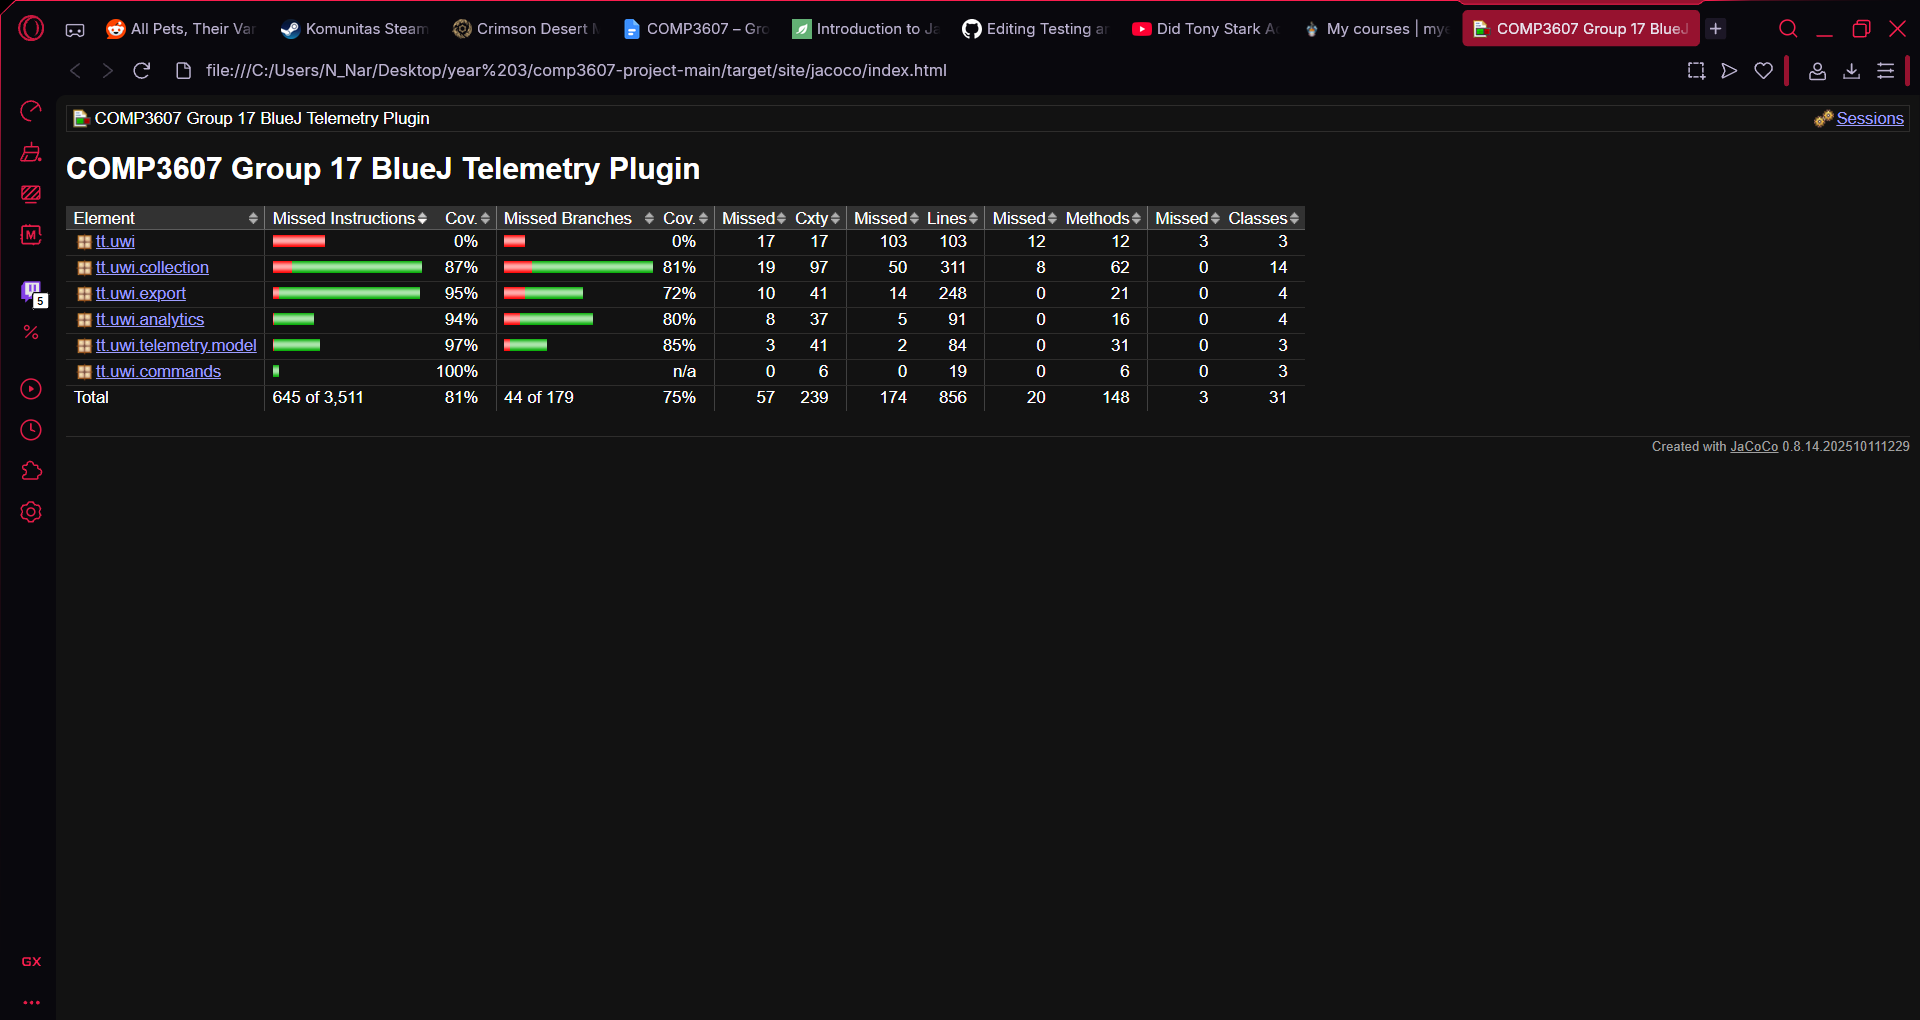 All Pets, Their Var
Komunitas Steam
Crimson Desert
COMP3607 – Gro
Introduction to Ja
Editing Testing an
Did Tony Stark Ac
My courses | mye
COMP3607 Group 17 BlueJ
file:///C:/Users/N_Nar/Desktop/year%203/comp3607-project-main/target/site/jacoco/index.html
COMP3607 Group 17 BlueJ Telemetry Plugin
Sessions
COMP3607 Group 17 BlueJ Telemetry Plugin
Element Missed Instructions Cov. Missed Branches Cov. Missed Cxty Missed Lines Missed Methods Missed Classes
tt.uwi 0% 0% 17 17 103 103 12 12 3 3
tt.uwi.collection 87% 81% 19 97 50 311 8 62 0 14
tt.uwi.export 95% 72% 10 41 14 248 0 21 0 4
tt.uwi.analytics 94% 80% 8 37 5 91 0 16 0 4
tt.uwi.telemetry.model 97% 85% 3 41 2 84 0 31 0 3
tt.uwi.commands 100% n/a 0 6 0 19 0 6 0 3
Total 645 of 3,511 81% 44 of 179 75% 57 239 174 856 20 148 3 31
Created with JaCoCo 0.8.14.202510111229
M
5
GX